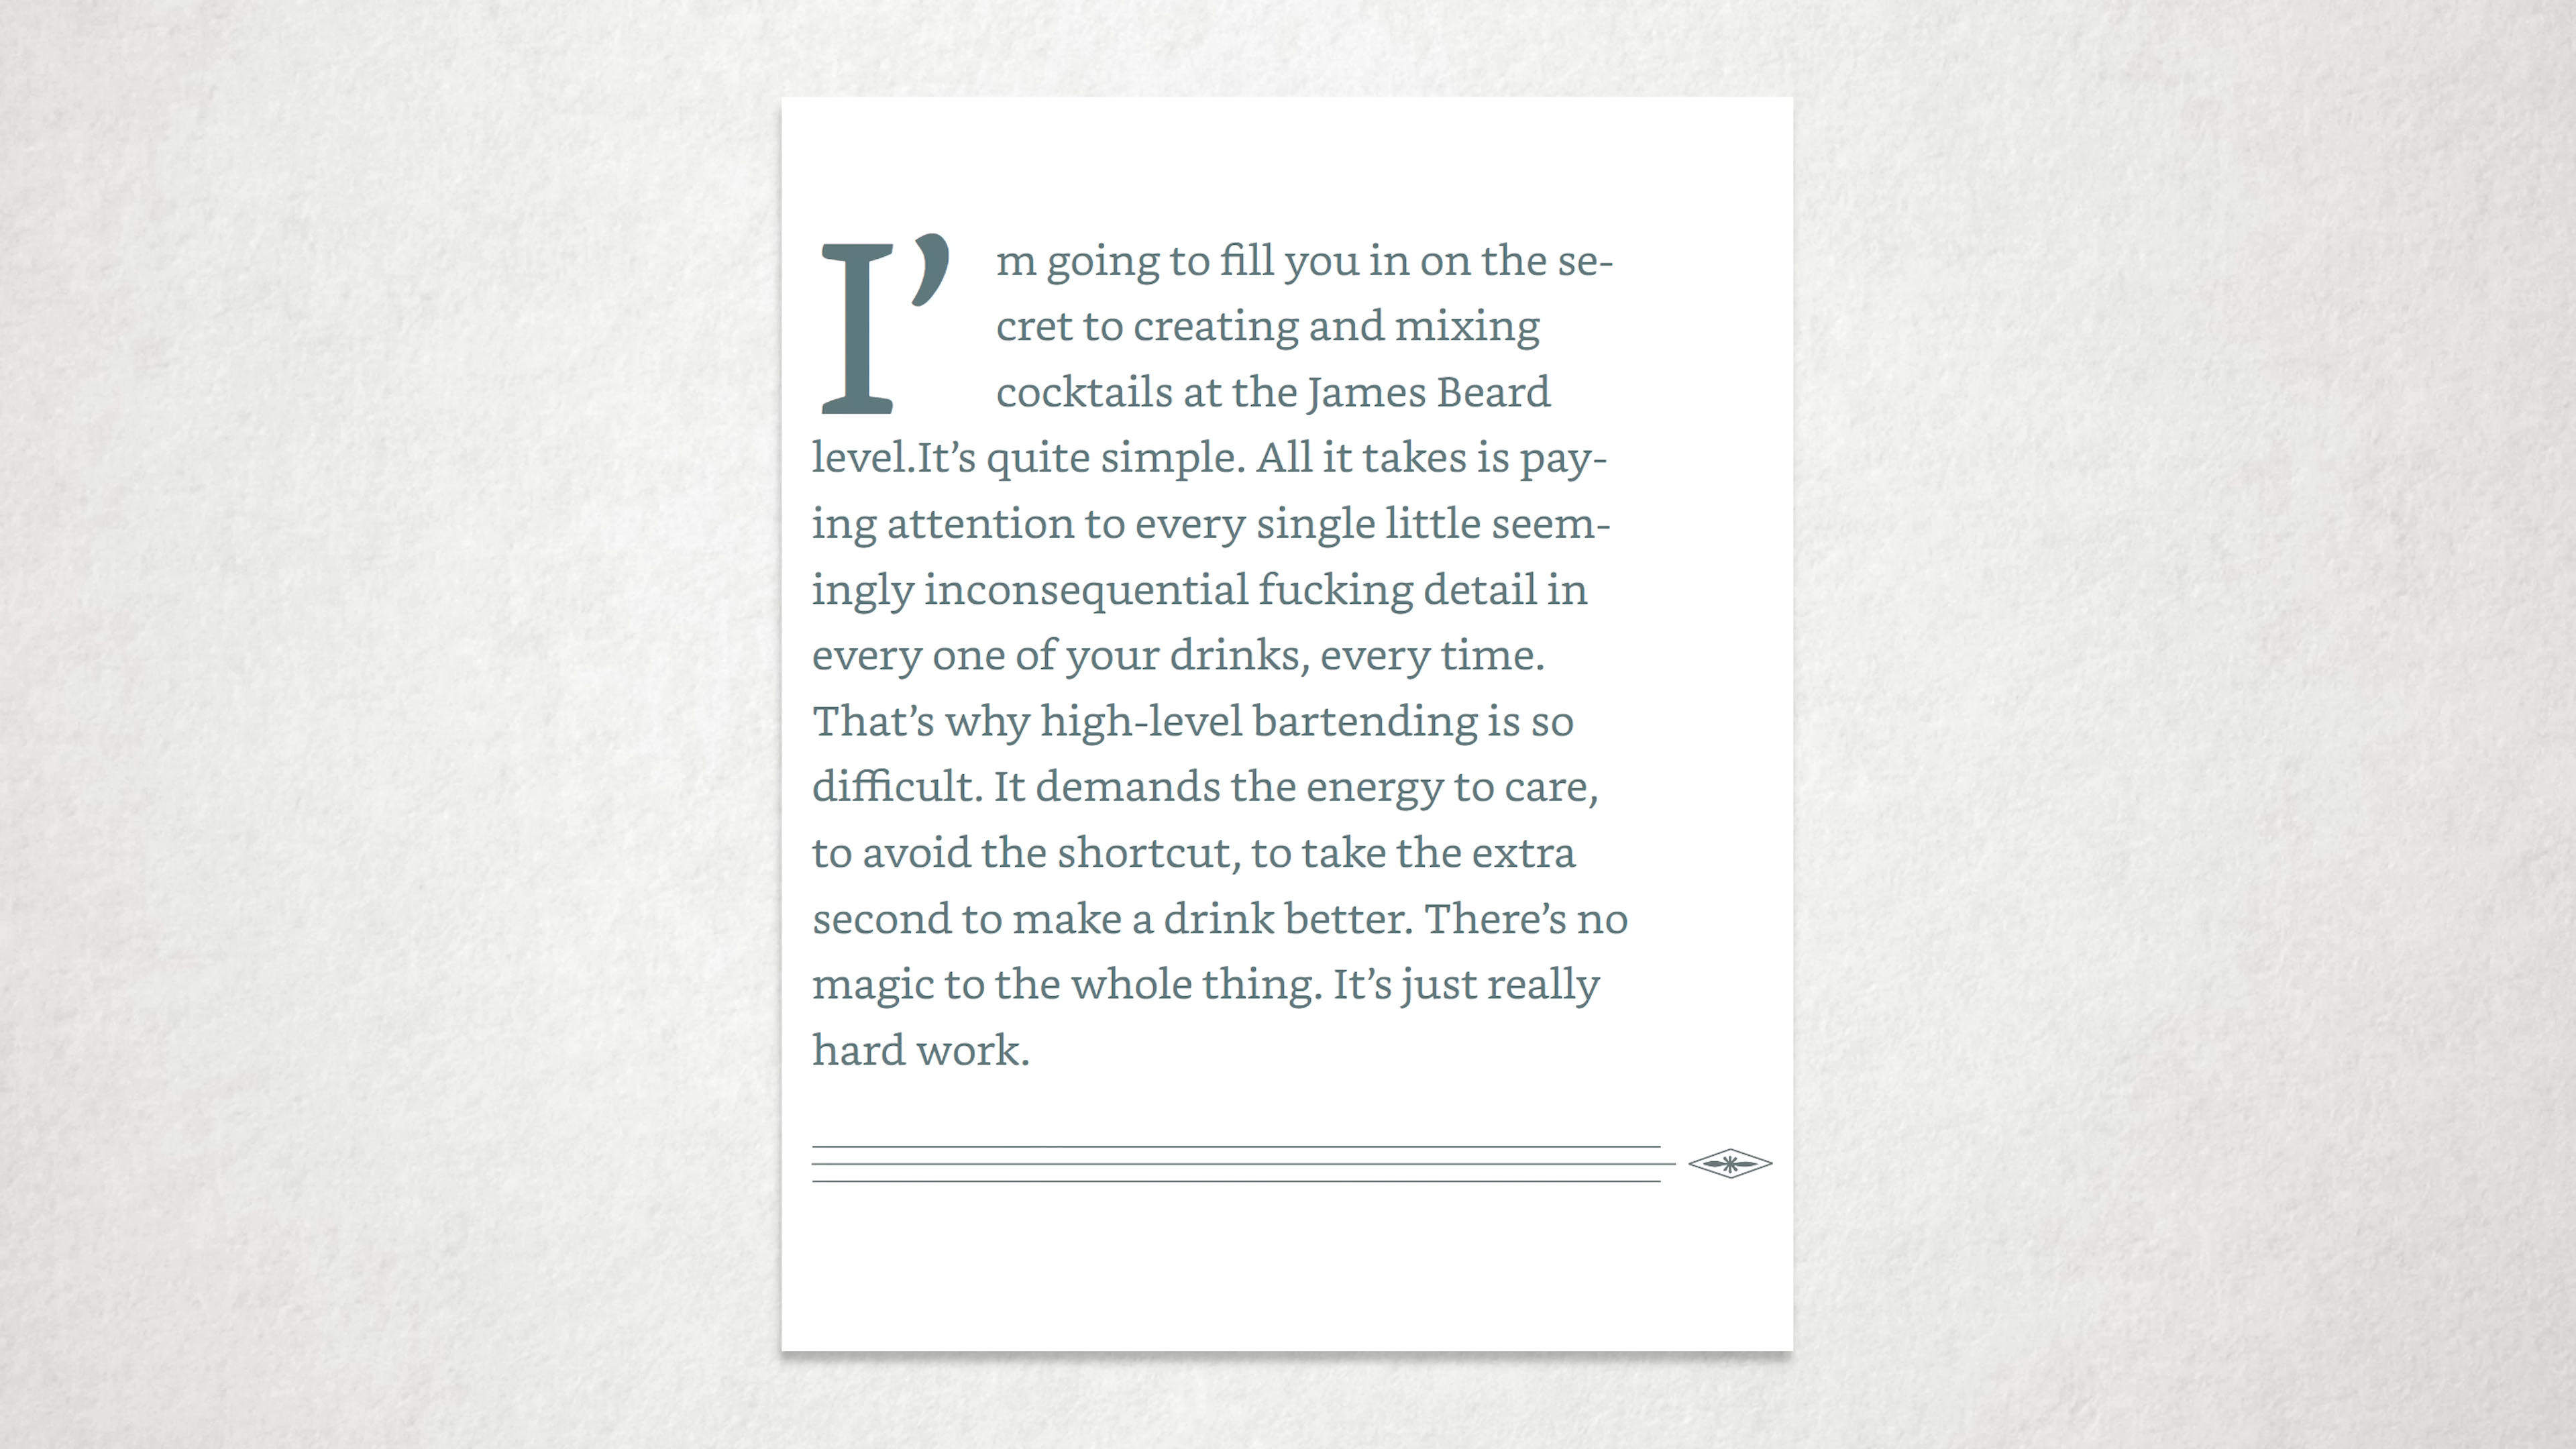 I’m going to fill you in on the se-
cret to creating and mixing
cocktails at the James Beard
level.It’s quite simple. All it takes is pay-
ing attention to every single little seem-
ingly inconsequential fucking detail in
every one of your drinks, every time.
That’s why high-level bartending is so
difficult. It demands the energy to care,
to avoid the shortcut, to take the extra
second to make a drink better. There’s no
magic to the whole thing. It’s just really
hard work.